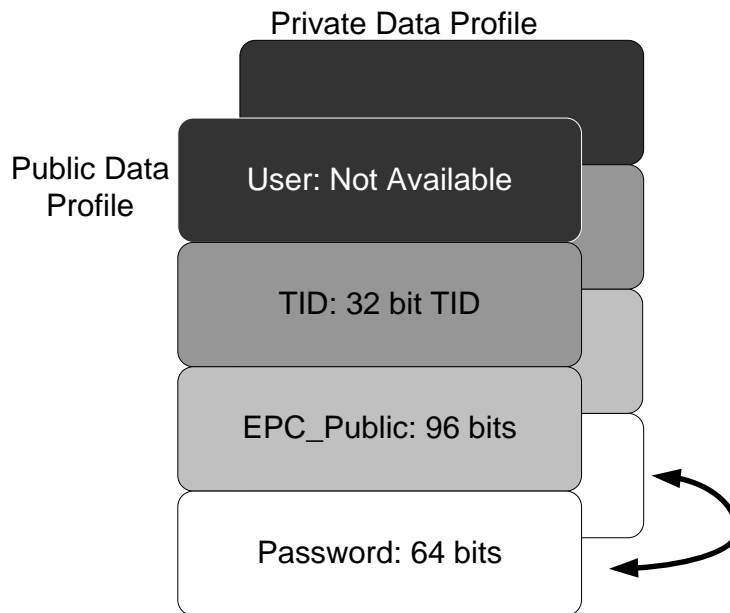 Private Data Profile
Public Data
Profile
User: Not Available
TID: 32 bit TID
EPC_Public: 96 bits
Password: 64 bits